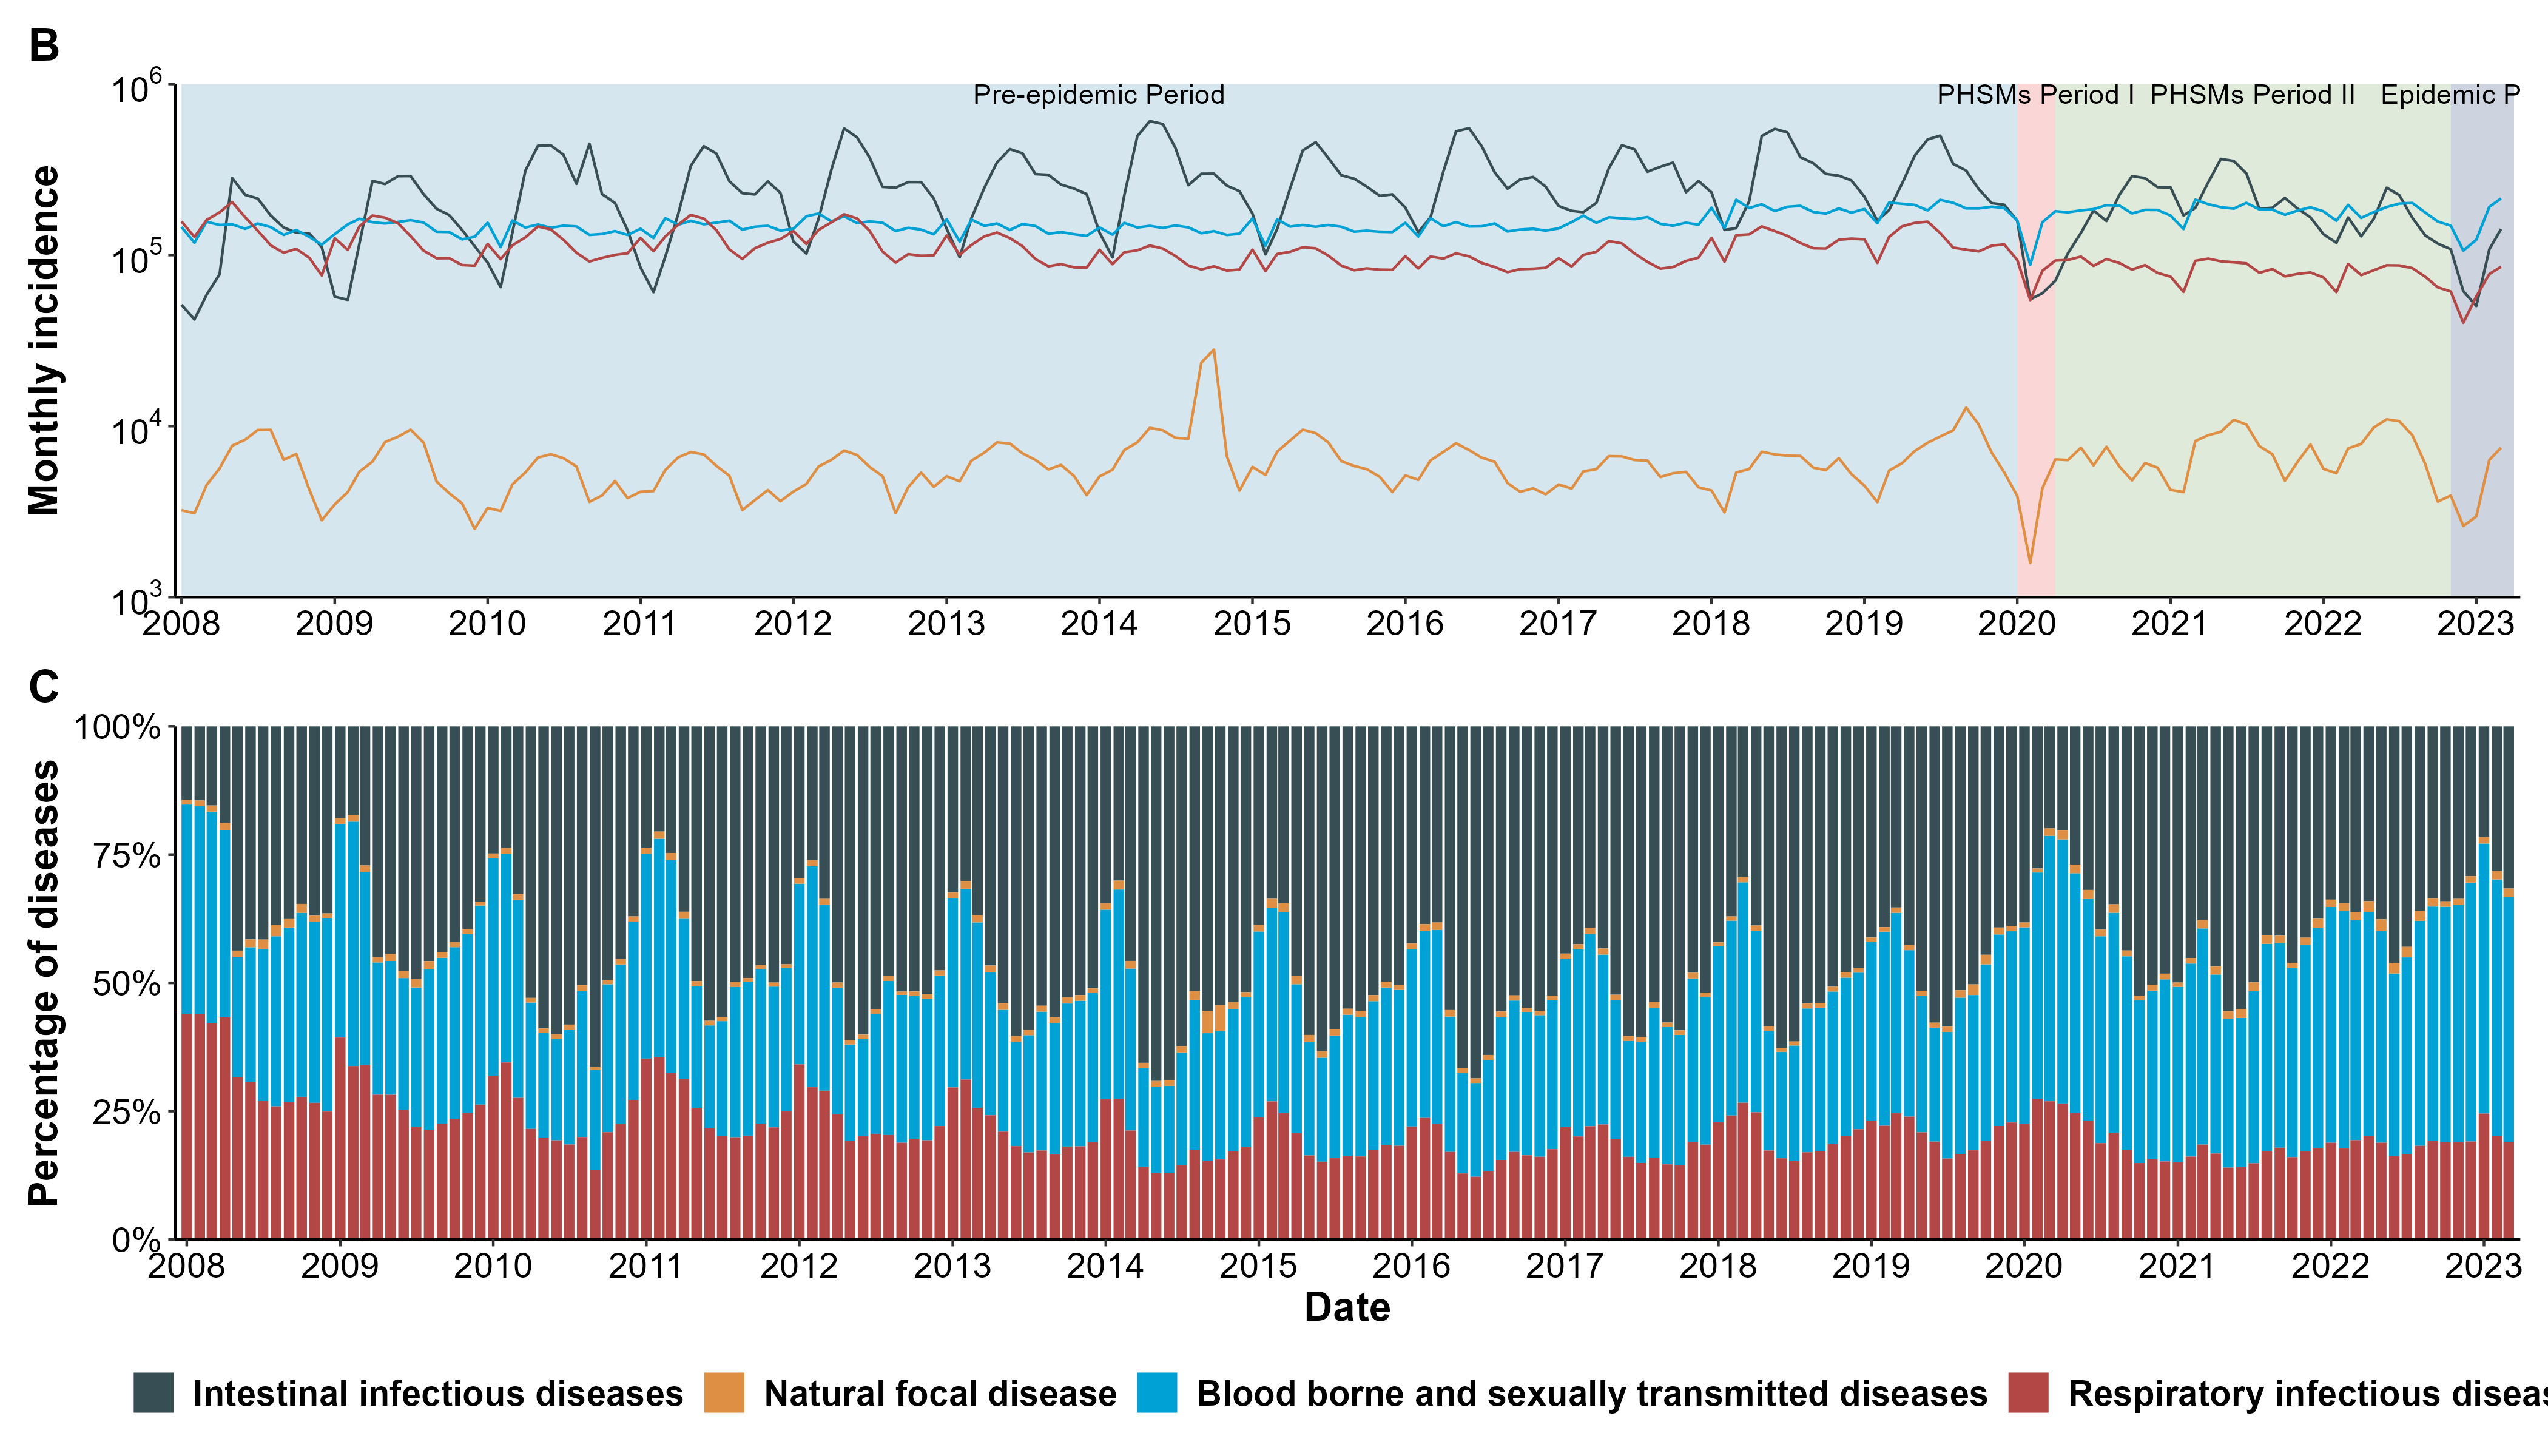 B
Pre-epidemic Period PHSMs Period I PHSMs Period II Epidemic P
Monthly incidence
10^6
10^5
10^4
10^3
2008 2009 2010 2011 2012 2013 2014 2015 2016 2017 2018 2019 2020 2021 2022 2023
C
Percentage of diseases
100%
75%
50%
25%
0%
2008 2009 2010 2011 2012 2013 2014 2015 2016 2017 2018 2019 2020 2021 2022 2023
Date
Intestinal infectious diseases Natural focal disease Blood borne and sexually transmitted diseases Respiratory infectious diseas